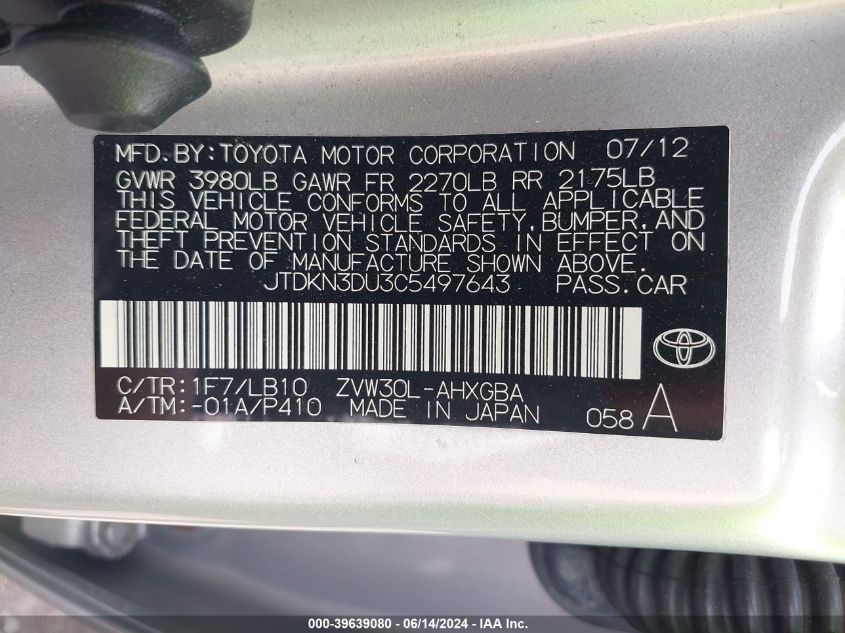 MFD.BY:TOYOTA MOTOR CORPORATION 07/12
GVWR 3980LB GAWR FR 2270LB RR 2175LB
THIS VEHICLE CONFORMS TO ALL APPLICABLE
FEDERAL MOTOR VEHICLE SAFETY,BUMPER,AND
THEFT PREVENTION STANDARDS IN EFFECT ON
THE DATE OF MANUFACTURE SHOWN ABOVE.
JTDKN3DU3C5497643 PASS.CAR
C/TR:1F7/LB10 ZVW30L-AHXGBA
A/TM:-01A/P410 MADE IN JAPAN 058 A
000-39639080 - 06/14/2024 - IAA Inc.